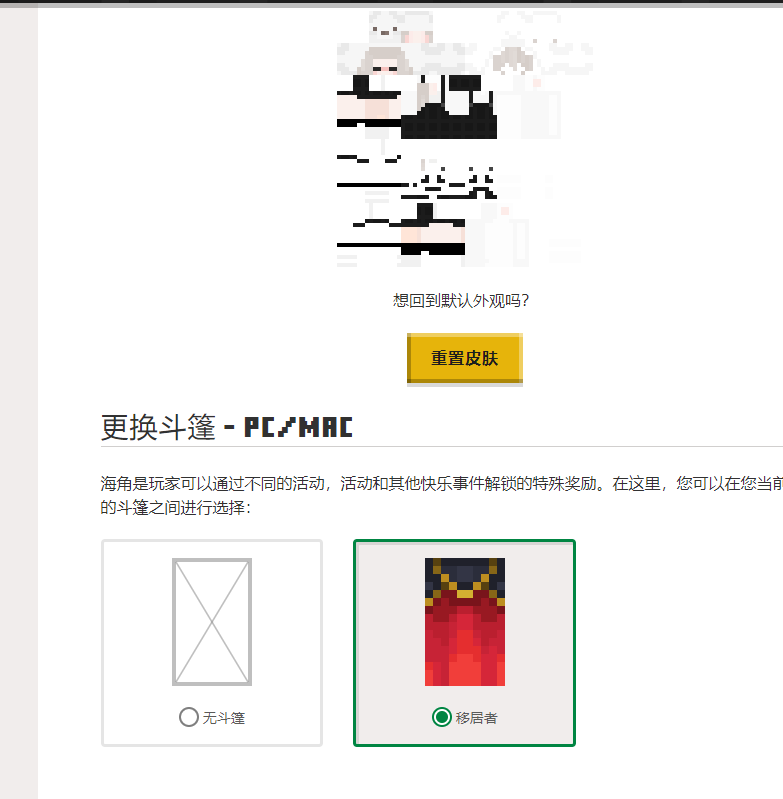 想回到默认外观吗?
重置皮肤
更换斗篷 - PC/MAC
海角是玩家可以通过不同的活动，活动和其他快乐事件解锁的特殊奖励。在这里，您可以在您当前
的斗篷之间进行选择：
无斗篷
移居者